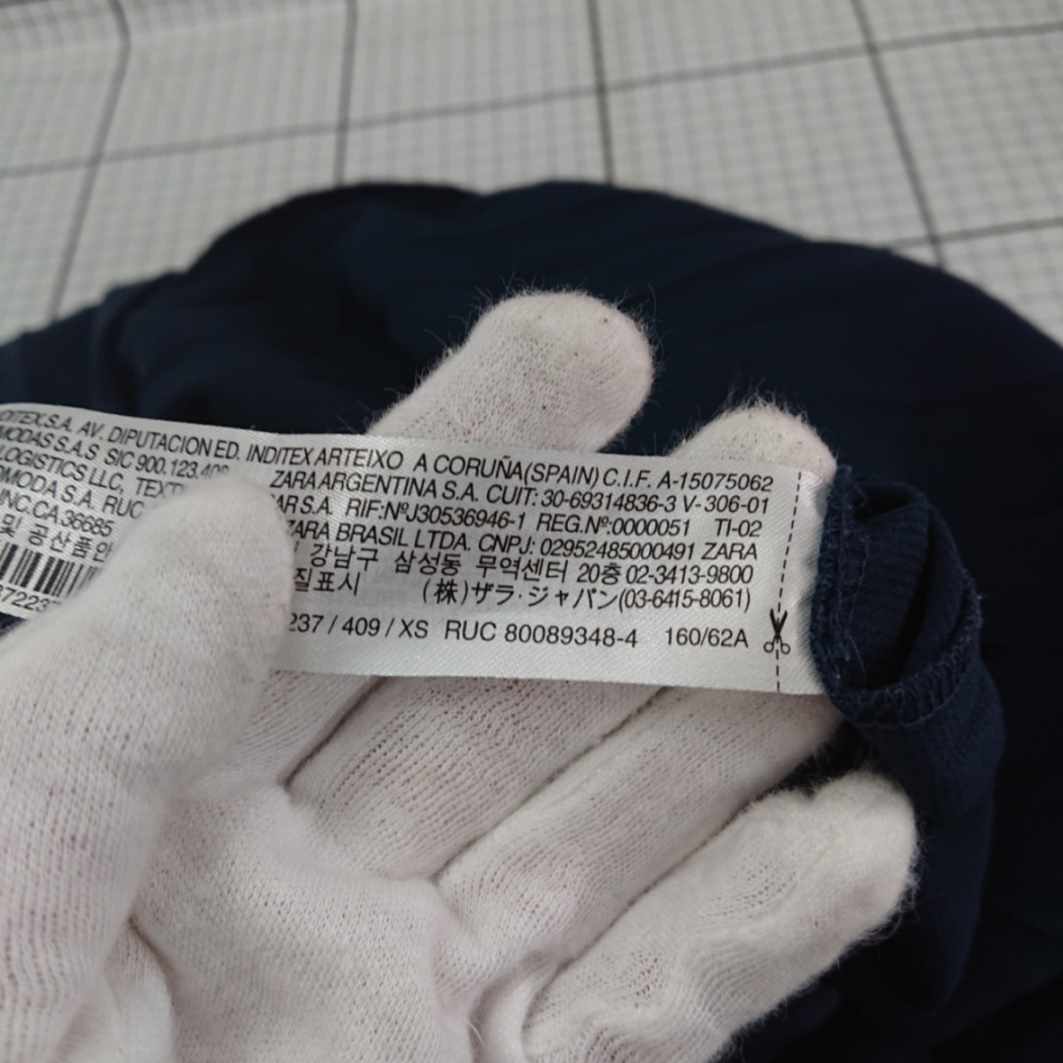 INDITEX,S.A. AV. DIPUTACION ED. INDITEX ARTEIXO A CORUÑA(SPAIN) C.I.F. A-15075062
MODAS S.A.S SIC 900.123.408 ZARA ARGENTINA S.A. CUIT: 30-69314836-3 V-306-01
LOGISTICS LLC, S.A. RIF:NºJ30536946-1 REG.Nº:0000051 TI-02
MODA S.A. RUC ZARA BRASIL LTDA. CNPJ: 02952485000491 ZARA
INC. CA 36685 강남구 삼성동 무역센터 20층 02-3413-9800
및 공산품안 질표시 (株)ザラ・ジャパン(03-6415-8061)
237 / 409 / XS RUC 80089348-4 160/62A